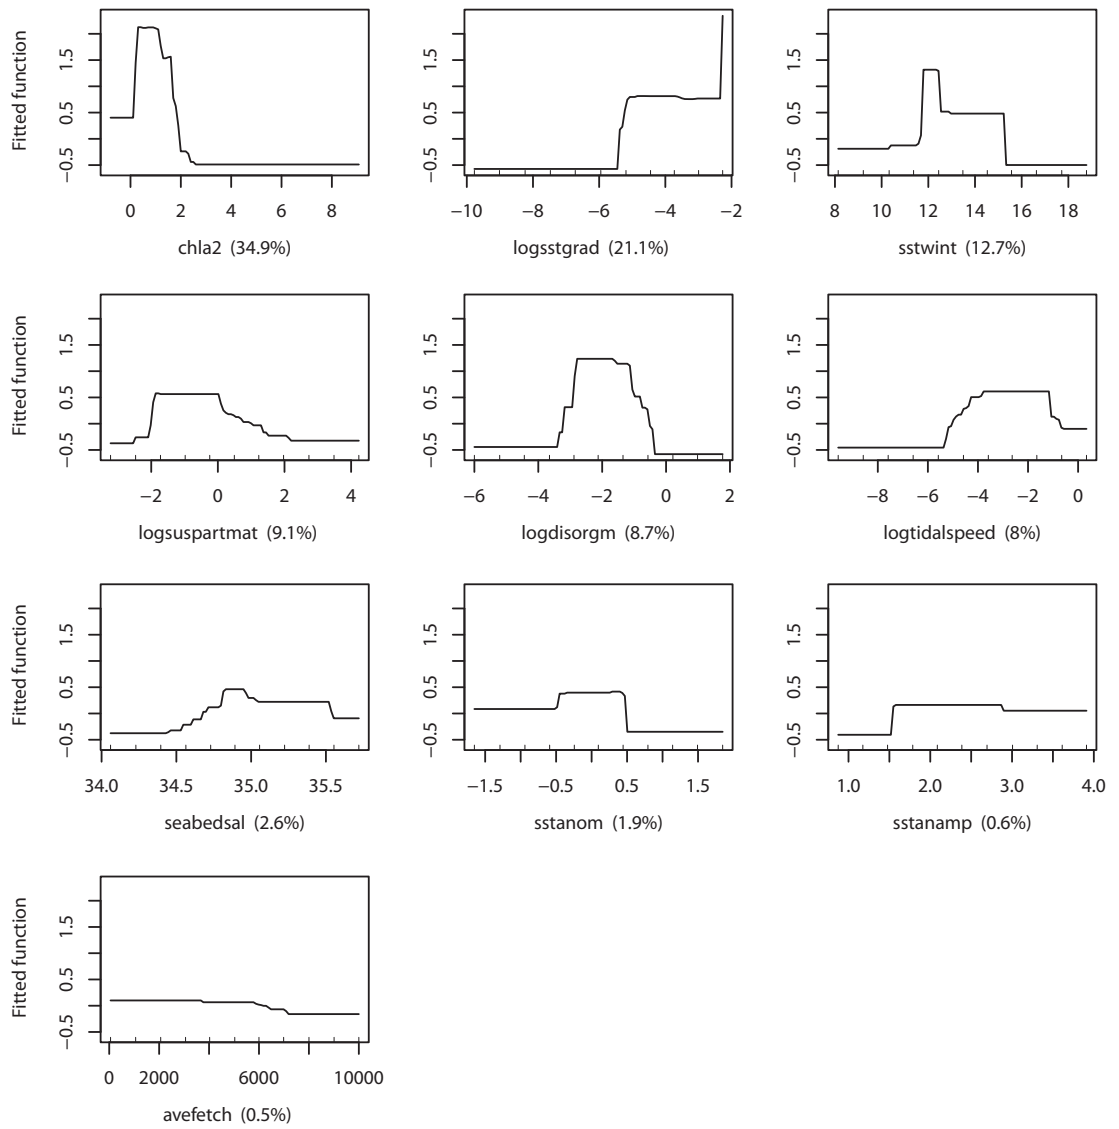 Fitted function
1.5
0.5
−0.5
0 2 4 6 8
chla2 (34.9%)
1.5
0.5
−0.5
−10 −8 −6 −4 −2
logsstgrad (21.1%)
1.5
0.5
−0.5
8 10 12 14 16 18
sstwint (12.7%)
Fitted function
1.5
0.5
−0.5
−2 0 2 4
logsuspartmat (9.1%)
1.5
0.5
−0.5
−6 −4 −2 0 2
logdisorgm (8.7%)
1.5
0.5
−0.5
−8 −6 −4 −2 0
logtidalspeed (8%)
Fitted function
1.5
0.5
−0.5
34.0 34.5 35.0 35.5
seabedsal (2.6%)
1.5
0.5
−0.5
−1.5 −0.5 0.5 1.5
sstanom (1.9%)
1.5
0.5
−0.5
1.0 2.0 3.0 4.0
sstanamp (0.6%)
Fitted function
1.5
0.5
−0.5
0 2000 6000 10000
avefetch (0.5%)